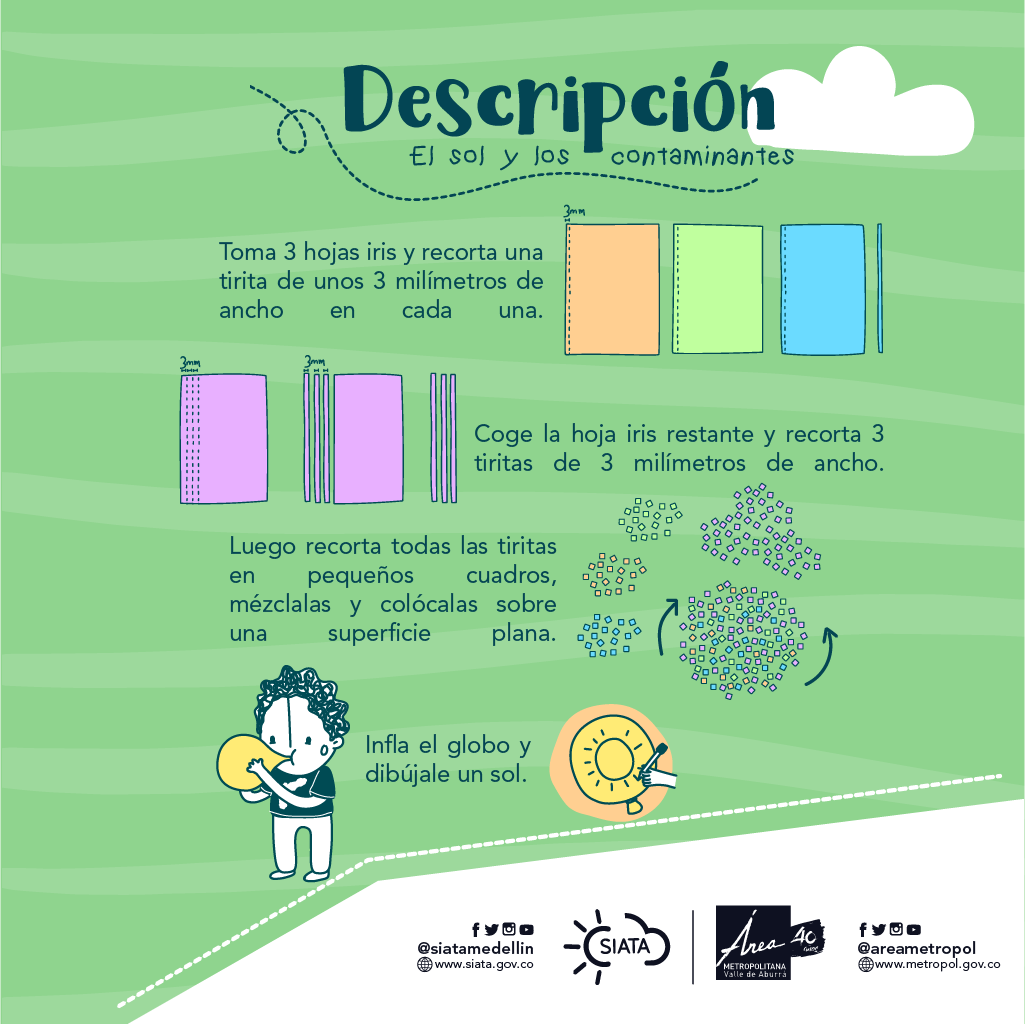 Descripción
El sol y los contaminantes
3mm
Toma 3 hojas iris y recorta una
tirita de unos 3 milímetros de
ancho en cada una.
3mm
3mm
Coge la hoja iris restante y recorta 3
tiritas de 3 milímetros de ancho.
Luego recorta todas las tiritas
en pequeños cuadros,
mézclalas y colócalas sobre
una superficie plana.
Infla el globo y
dibújale un sol.
@siatamedellin
www.siata.gov.co
SIATA
Área
METROPOLITANA
Valle de Aburrá
40
@areametropol
www.metropol.gov.co